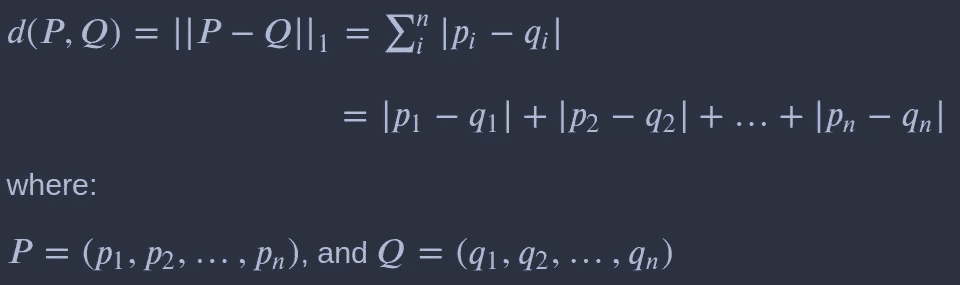 d(P, Q) = ||P − Q||₁ = ∑ᵢⁿ |pᵢ − qᵢ|
= |p₁ − q₁| + |p₂ − q₂| + … + |pₙ − qₙ|
where:
P = (p₁, p₂, … , pₙ), and Q = (q₁, q₂, … , qₙ)